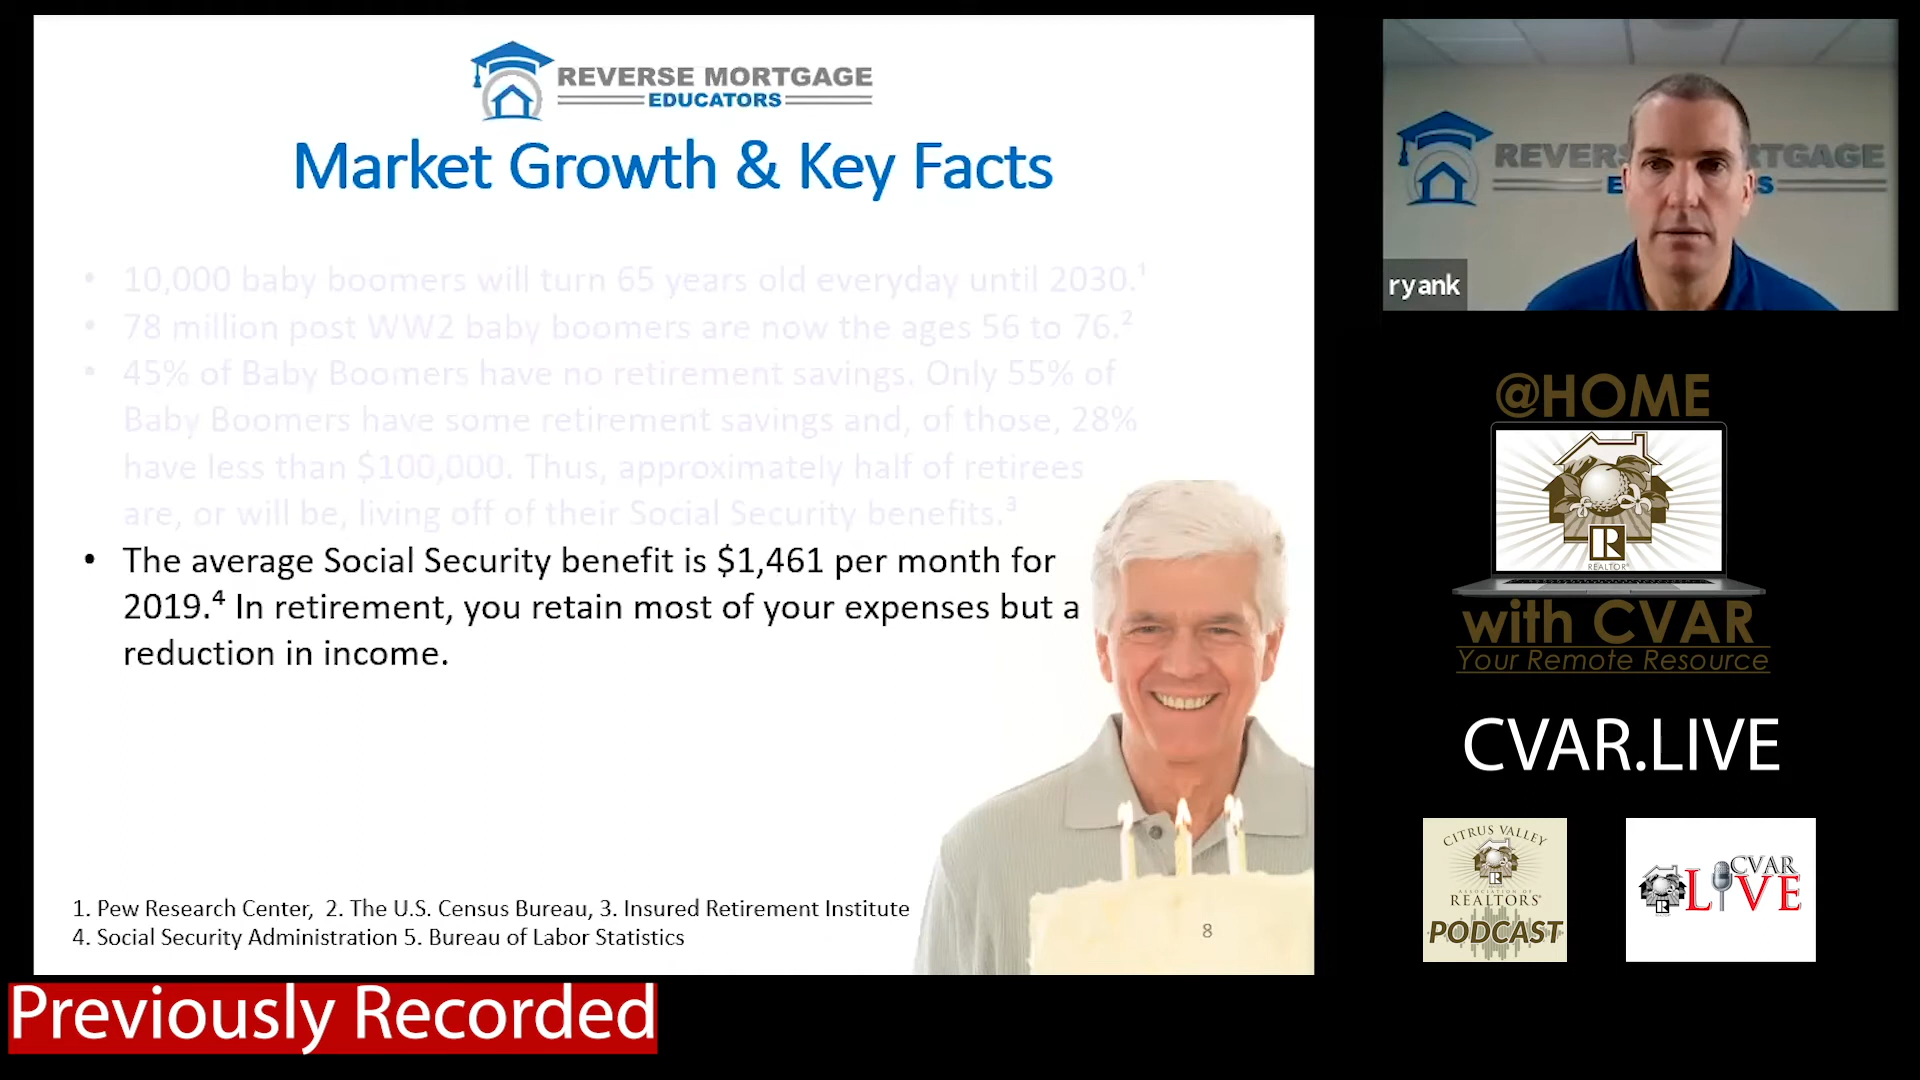 REVERSE MORTGAGE
EDUCATORS
Market Growth & Key Facts
• 10,000 baby boomers will turn 65 years old everyday until 2030.¹
• 78 million post WW2 baby boomers are now the ages 56 to 76.²
• 45% of Baby Boomers have no retirement savings. Only 55% of
Baby Boomers have some retirement savings and, of those, 28%
have less than $100,000. Thus, approximately half of retirees
are, or will be, living off of their Social Security benefits.³
• The average Social Security benefit is $1,461 per month for
2019.⁴ In retirement, you retain most of your expenses but a
reduction in income.
1. Pew Research Center, 2. The U.S. Census Bureau, 3. Insured Retirement Institute
4. Social Security Administration 5. Bureau of Labor Statistics
8
Previously Recorded
ryank
@HOME
R
REALTOR®
with CVAR
Your Remote Resource
CVAR.LIVE
CITRUS VALLEY
ASSOCIATION OF
REALTORS®
PODCAST
CVAR
LIVE